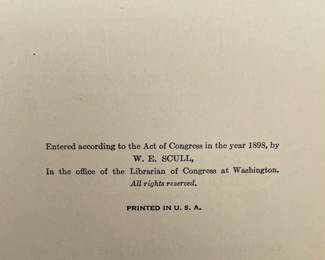 Entered according to the Act of Congress in the year 1898, by
W. E. SCULL,
In the office of the Librarian of Congress at Washington.
All rights reserved.
PRINTED IN U. S. A.